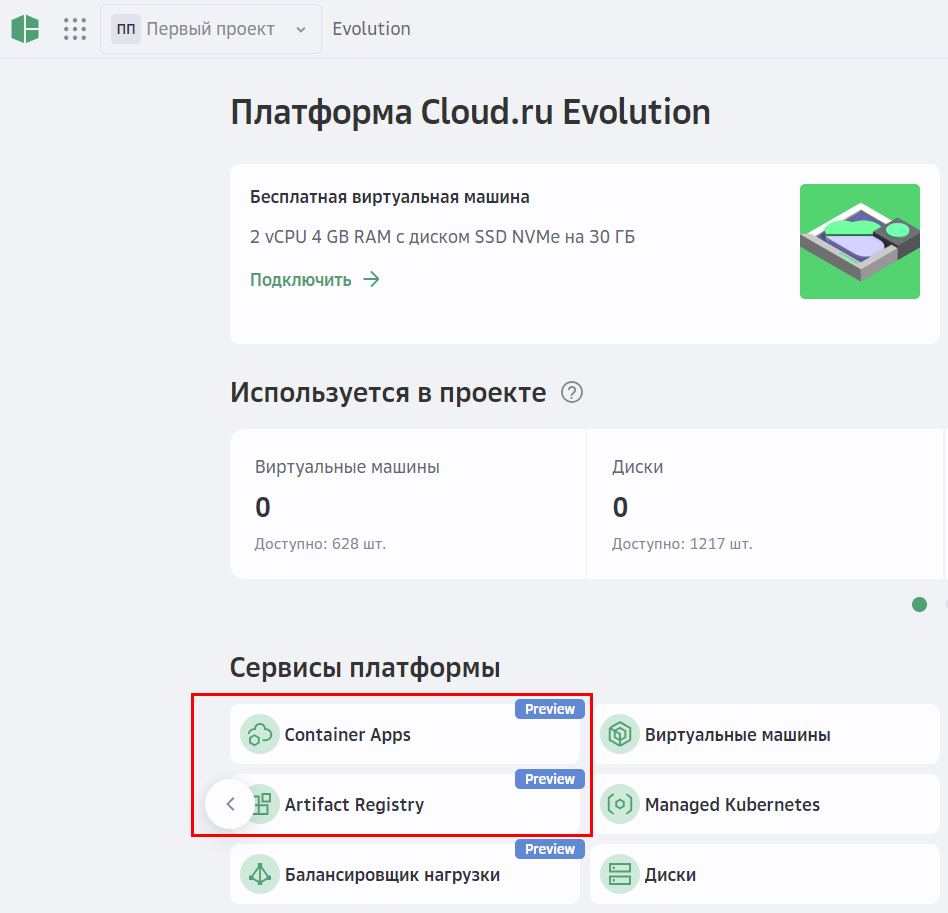 ПП Первый проект Evolution
Платформа Cloud.ru Evolution
Бесплатная виртуальная машина
2 vCPU 4 GB RAM с диском SSD NVMe на 30 ГБ
Подключить →
Используется в проекте ?
Виртуальные машины
0
Доступно: 628 шт.
Диски
0
Доступно: 1217 шт.
Сервисы платформы
Preview
Container Apps
Виртуальные машины
Preview
Artifact Registry
Managed Kubernetes
Preview
Балансировщик нагрузки
Диски